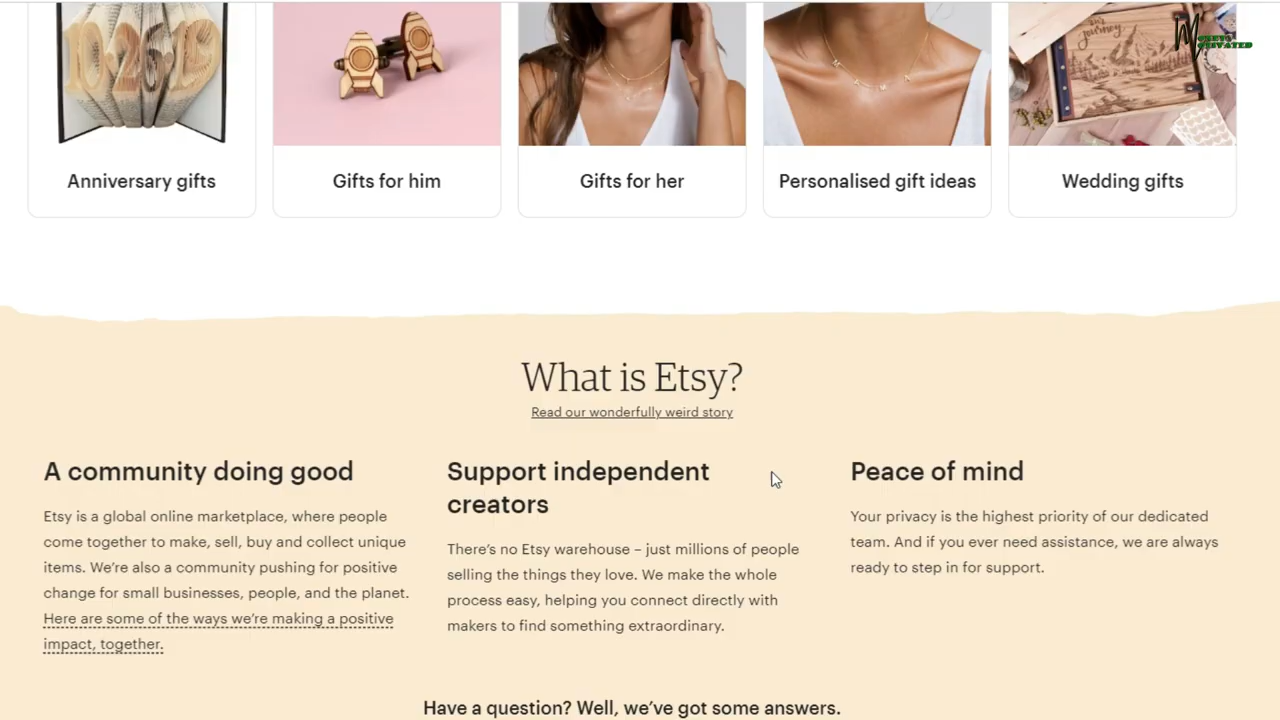 10-26-19
our
journey
MONEY
MOTIVATED
Anniversary gifts
Gifts for him
Gifts for her
Personalised gift ideas
Wedding gifts
What is Etsy?
Read our wonderfully weird story
A community doing good
Etsy is a global online marketplace, where people
come together to make, sell, buy and collect unique
items. We’re also a community pushing for positive
change for small businesses, people, and the planet.
Here are some of the ways we’re making a positive
impact, together.
Support independent
creators
There’s no Etsy warehouse – just millions of people
selling the things they love. We make the whole
process easy, helping you connect directly with
makers to find something extraordinary.
Peace of mind
Your privacy is the highest priority of our dedicated
team. And if you ever need assistance, we are always
ready to step in for support.
Have a question? Well, we’ve got some answers.